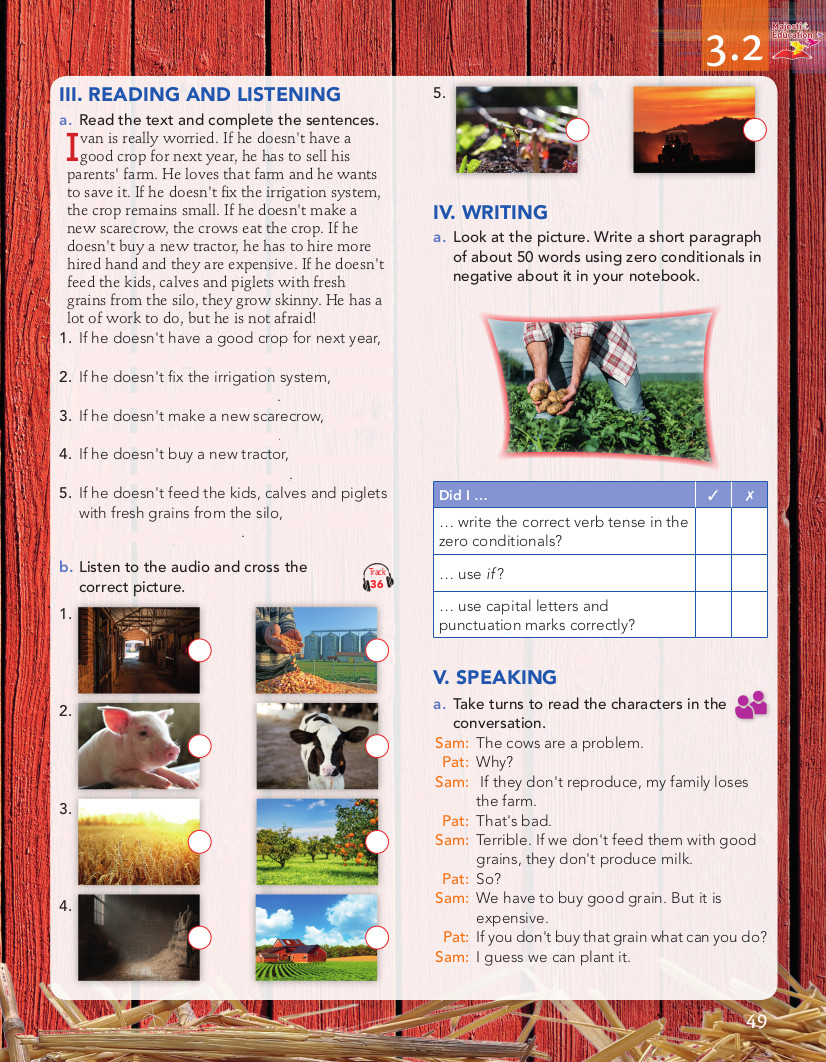 3.2
Majestic
Education
III. READING AND LISTENING
a. Read the text and complete the sentences.
Ivan is really worried. If he doesn't have a
good crop for next year, he has to sell his
parents' farm. He loves that farm and he wants
to save it. If he doesn't fix the irrigation system,
the crop remains small. If he doesn't make a
new scarecrow, the crows eat the crop. If he
doesn't buy a new tractor, he has to hire more
hired hand and they are expensive. If he doesn't
feed the kids, calves and piglets with fresh
grains from the silo, they grow skinny. He has a
lot of work to do, but he is not afraid!
1. If he doesn't have a good crop for next year,
2. If he doesn't fix the irrigation system,
.
3. If he doesn't make a new scarecrow,
.
4. If he doesn't buy a new tractor,
.
5. If he doesn't feed the kids, calves and piglets
with fresh grains from the silo,
.
b. Listen to the audio and cross the
correct picture.
Track
36
1.
2.
3.
4.
5.
IV. WRITING
a. Look at the picture. Write a short paragraph
of about 50 words using zero conditionals in
negative about it in your notebook.
Did I ... ✓ ✗
... write the correct verb tense in the
zero conditionals?
... use if?
... use capital letters and
punctuation marks correctly?
V. SPEAKING
a. Take turns to read the characters in the
conversation.
Sam: The cows are a problem.
Pat: Why?
Sam: If they don't reproduce, my family loses
the farm.
Pat: That's bad.
Sam: Terrible. If we don't feed them with good
grains, they don't produce milk.
Pat: So?
Sam: We have to buy good grain. But it is
expensive.
Pat: If you don't buy that grain what can you do?
Sam: I guess we can plant it.
49